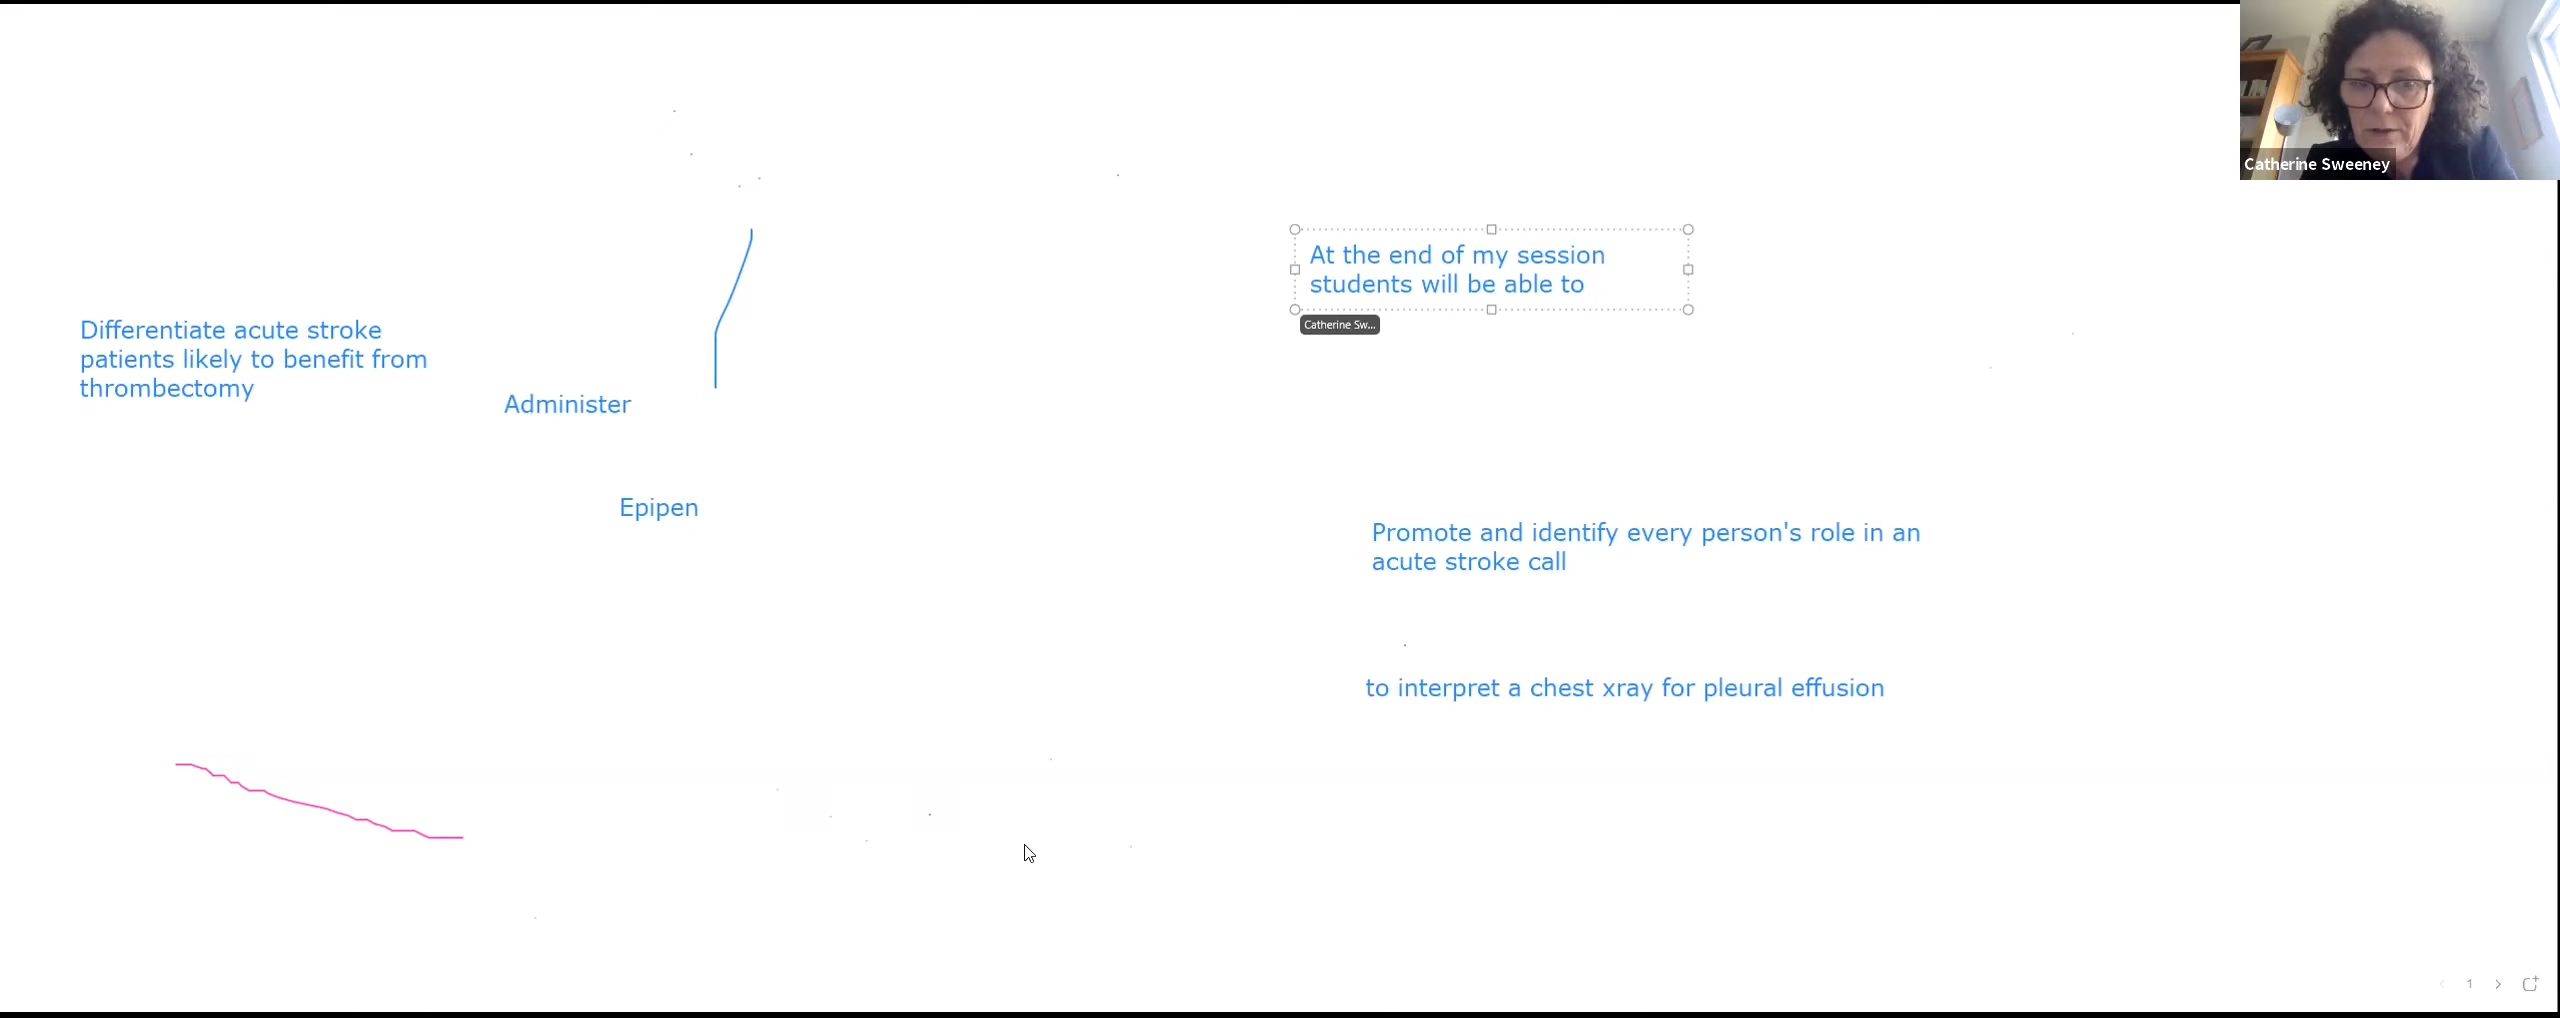 Catherine Sweeney
At the end of my session
students will be able to
Catherine Sw...
Differentiate acute stroke
patients likely to benefit from
thrombectomy
Administer
Epipen
Promote and identify every person's role in an
acute stroke call
to interpret a chest xray for pleural effusion
1